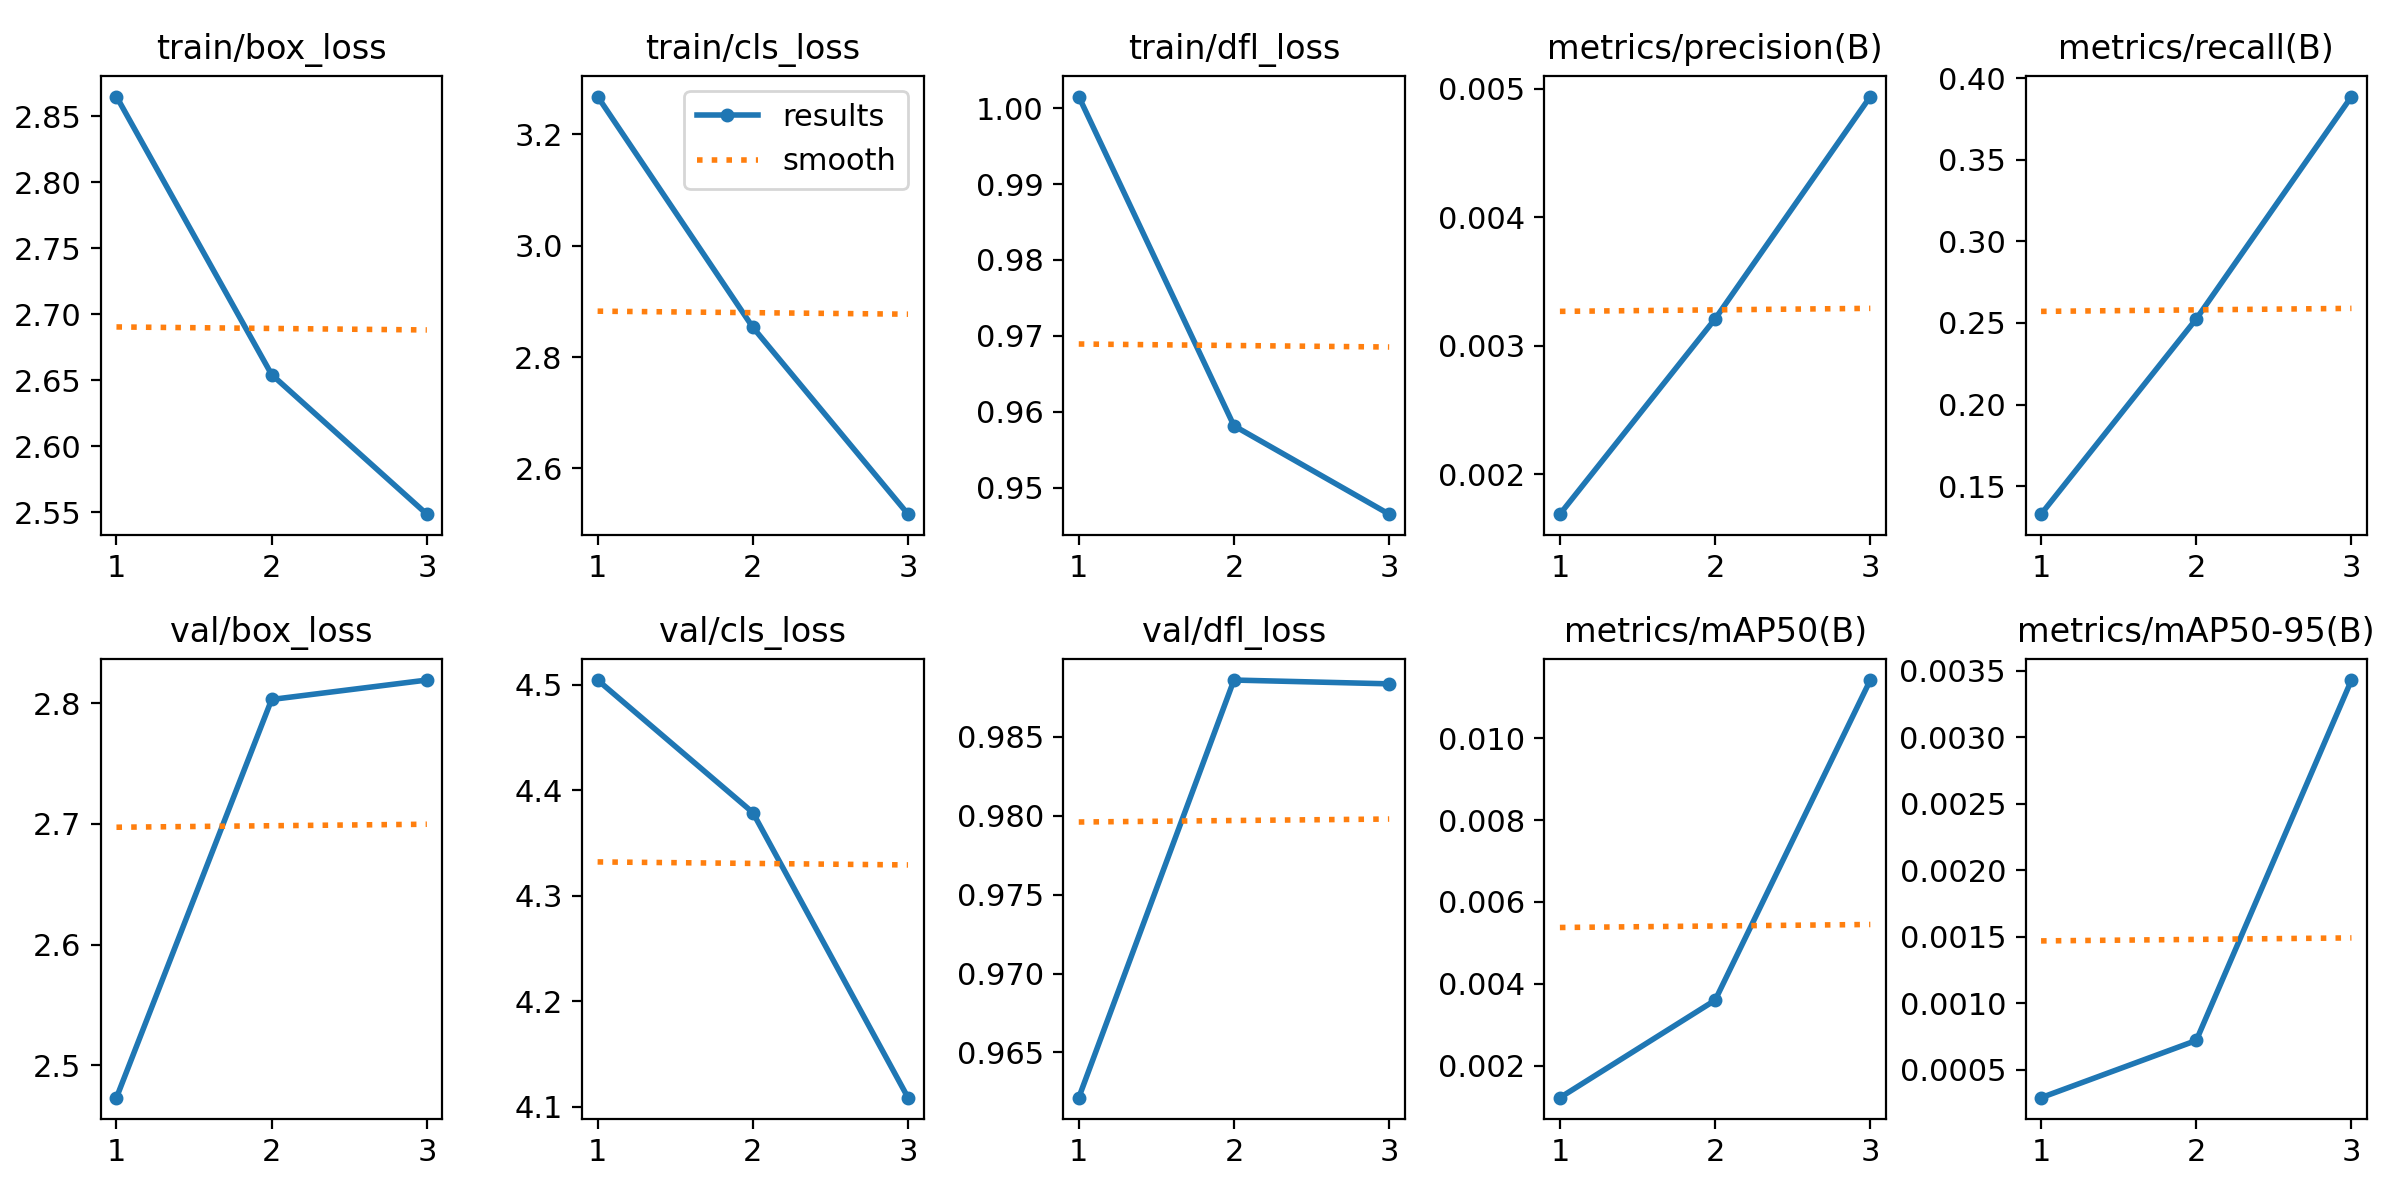 train/box_loss
train/cls_loss
train/dfl_loss
metrics/precision(B)
metrics/recall(B)
2.85
2.80
2.75
2.70
2.65
2.60
2.55
1 2 3
3.2
3.0
2.8
2.6
results
smooth
1 2 3
1.00
0.99
0.98
0.97
0.96
0.95
1 2 3
0.005
0.004
0.003
0.002
1 2 3
0.40
0.35
0.30
0.25
0.20
0.15
1 2 3
val/box_loss
val/cls_loss
val/dfl_loss
metrics/mAP50(B)
metrics/mAP50-95(B)
2.8
2.7
2.6
2.5
1 2 3
4.5
4.4
4.3
4.2
4.1
1 2 3
0.985
0.980
0.975
0.970
0.965
1 2 3
0.010
0.008
0.006
0.004
0.002
1 2 3
0.0035
0.0030
0.0025
0.0020
0.0015
0.0010
0.0005
1 2 3